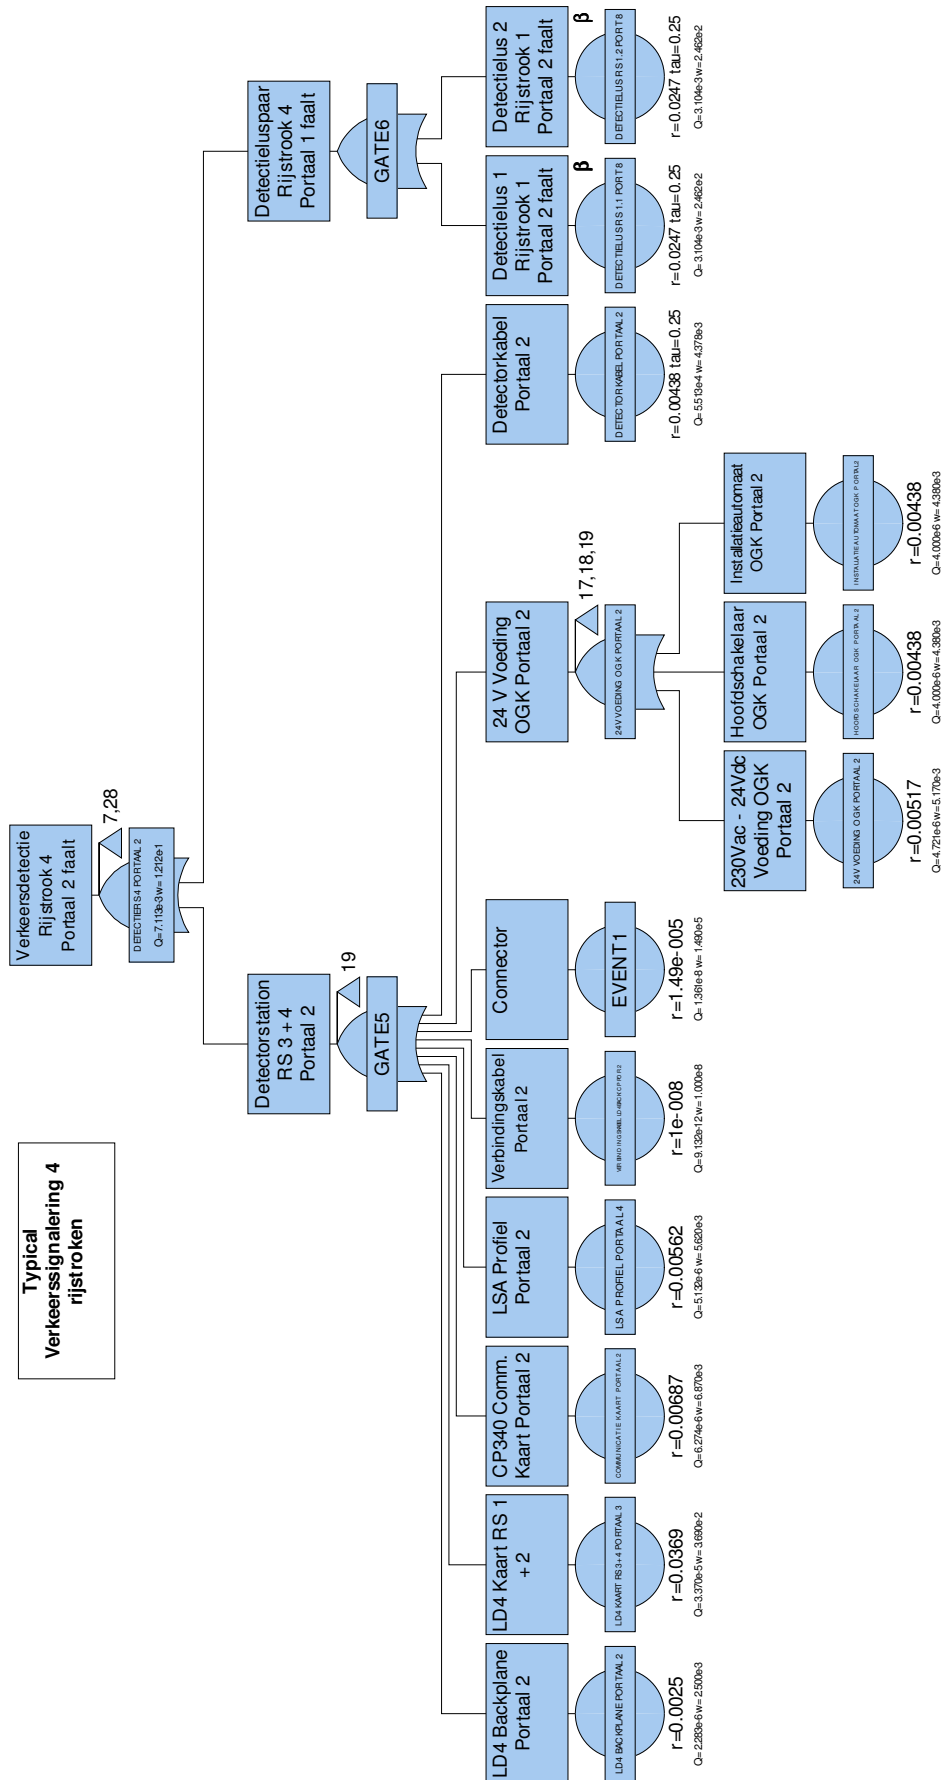 Typical
Verkeerssignalering 4
rijstroken
Verkeersdetectie
Rijstrook 4
Portaal 2 faalt
7,28
DETECTIE RS4 PORTAAL 2
Q=7.113e-3 w=1.212e-1
Detectorstation
RS 3 + 4
Portaal 2
19
GATE5
Detectieluspaar
Rijstrook 4
Portaal 1 faalt
GATE6
LD4 Backplane
Portaal 2
LD4 BACKPLANE PORTAAL 2
r=0.0025
Q=2.283e-6 w=2.500e-3
LD4 Kaart RS 1
+ 2
LD4 KAART RS 3+4 PORTAAL 3
r=0.0369
Q=3.370e-5 w=3.690e-2
CP340 Comm.
Kaart Portaal 2
COMMUNICATIE KAART PORTAAL 2
r=0.00687
Q=6.274e-6 w=6.870e-3
LSA Profiel
Portaal 2
LSA PROFIEL PORTAAL 4
r=0.00562
Q=5.132e-6 w=5.620e-3
Verbindingskabel
Portaal 2
r=1e-008
Q=9.132e-12 w=1.000e-8
Connector
EVENT1
r=1.49e-005
Q=1.361e-8 w=1.490e-5
24 V Voeding
OGK Portaal 2
17,18,19
24V VOEDING OGK PORTAAL 2
Detectorkabel
Portaal 2
DETECTORKABEL PORTAAL 2
r=0.00438 tau=0.25
Q=5.513e-4 w=4.378e-3
Detectielus 1
Rijstrook 1
Portaal 2 faalt
β
DETECTIELUS RS 1.1 PORT 8
r=0.0247 tau=0.25
Q=3.104e-3 w=2.462e-2
Detectielus 2
Rijstrook 1
Portaal 2 faalt
β
DETECTIELUS RS 1.2 PORT 8
r=0.0247 tau=0.25
Q=3.104e-3 w=2.462e-2
230Vac - 24Vdc
Voeding OGK
Portaal 2
24V VOEDING OGK PORTAAL 2
r=0.00517
Q=4.721e-6 w=5.170e-3
Hoofdschakelaar
OGK Portaal 2
HOOFDSCHAKELAAR OGK PORTAAL 2
r=0.00438
Q=4.000e-6 w=4.380e-3
Installatieautomaat
OGK Portaal 2
INSTALLATIEAUTOMAAT OGK PORTAAL 2
r=0.00438
Q=4.000e-6 w=4.380e-3